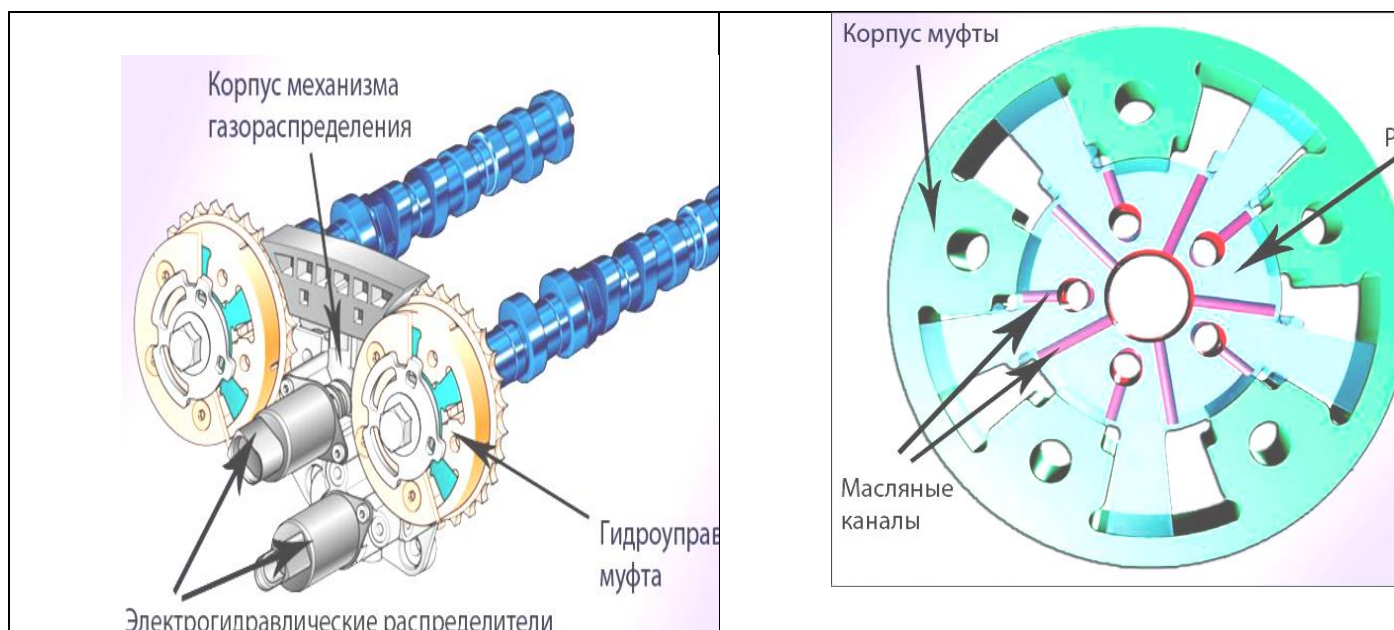 Корпус механизма
газораспределения
Гидроуправ
муфта
Электрогидравлические распределители
Корпус муфты
Р
Масляные
каналы